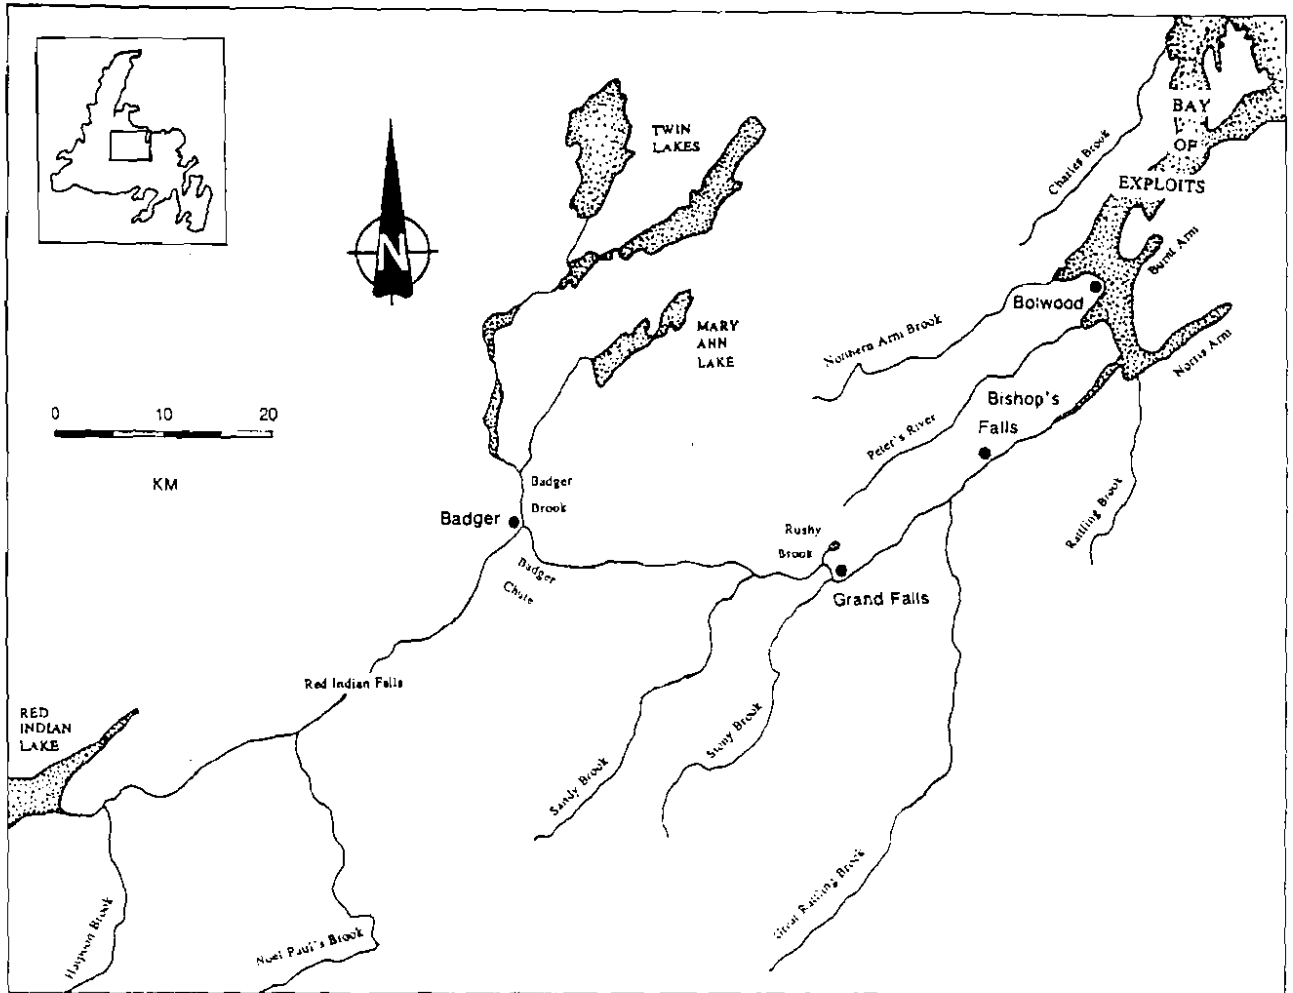 BAY
OF
EXPLOITS
TWIN
LAKES
Charles Brook
Burnt Arm
N
Botwood
MARY
ANN
LAKE
Northern Arm Brook
Norris Arm
0 10 20
KM
Bishop's
Falls
Peter's River
Badger
Brook
Rattling Brook
Badger
Rushy
Brook
Badger
Chute
Grand Falls
Red Indian Falls
RED
INDIAN
LAKE
Stony Brook
Sandy Brook
Great Rattling Brook
Harpoon Brook
Noel Paul's Brook